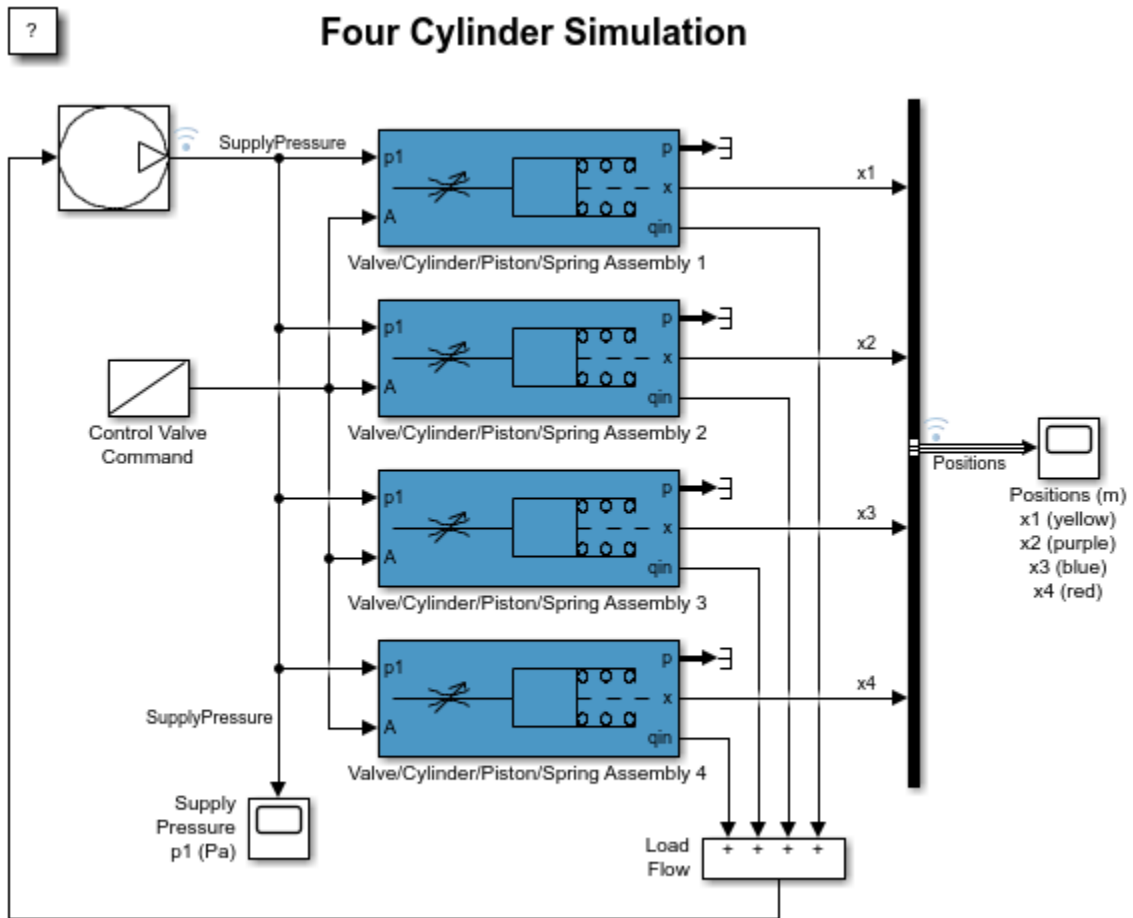 ?
Four Cylinder Simulation
SupplyPressure
p1
A
p
x
qin
x1
Valve/Cylinder/Piston/Spring Assembly 1
p1
A
p
x
qin
x2
Valve/Cylinder/Piston/Spring Assembly 2
Control Valve
Command
Positions
Positions (m)
x1 (yellow)
x2 (purple)
x3 (blue)
x4 (red)
p1
A
p
x
qin
x3
Valve/Cylinder/Piston/Spring Assembly 3
p1
A
p
x
qin
x4
Valve/Cylinder/Piston/Spring Assembly 4
SupplyPressure
Supply
Pressure
p1 (Pa)
Load
Flow
+ + + +